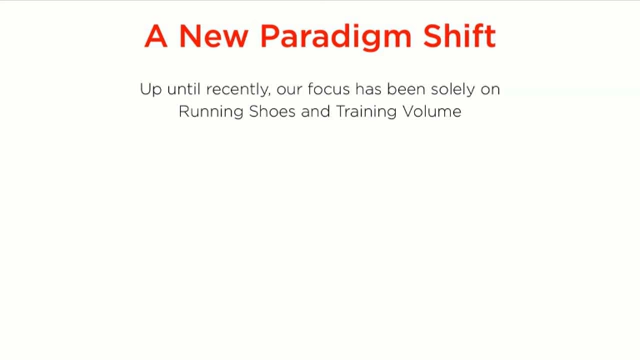 A New Paradigm Shift
Up until recently, our focus has been solely on
Running Shoes and Training Volume